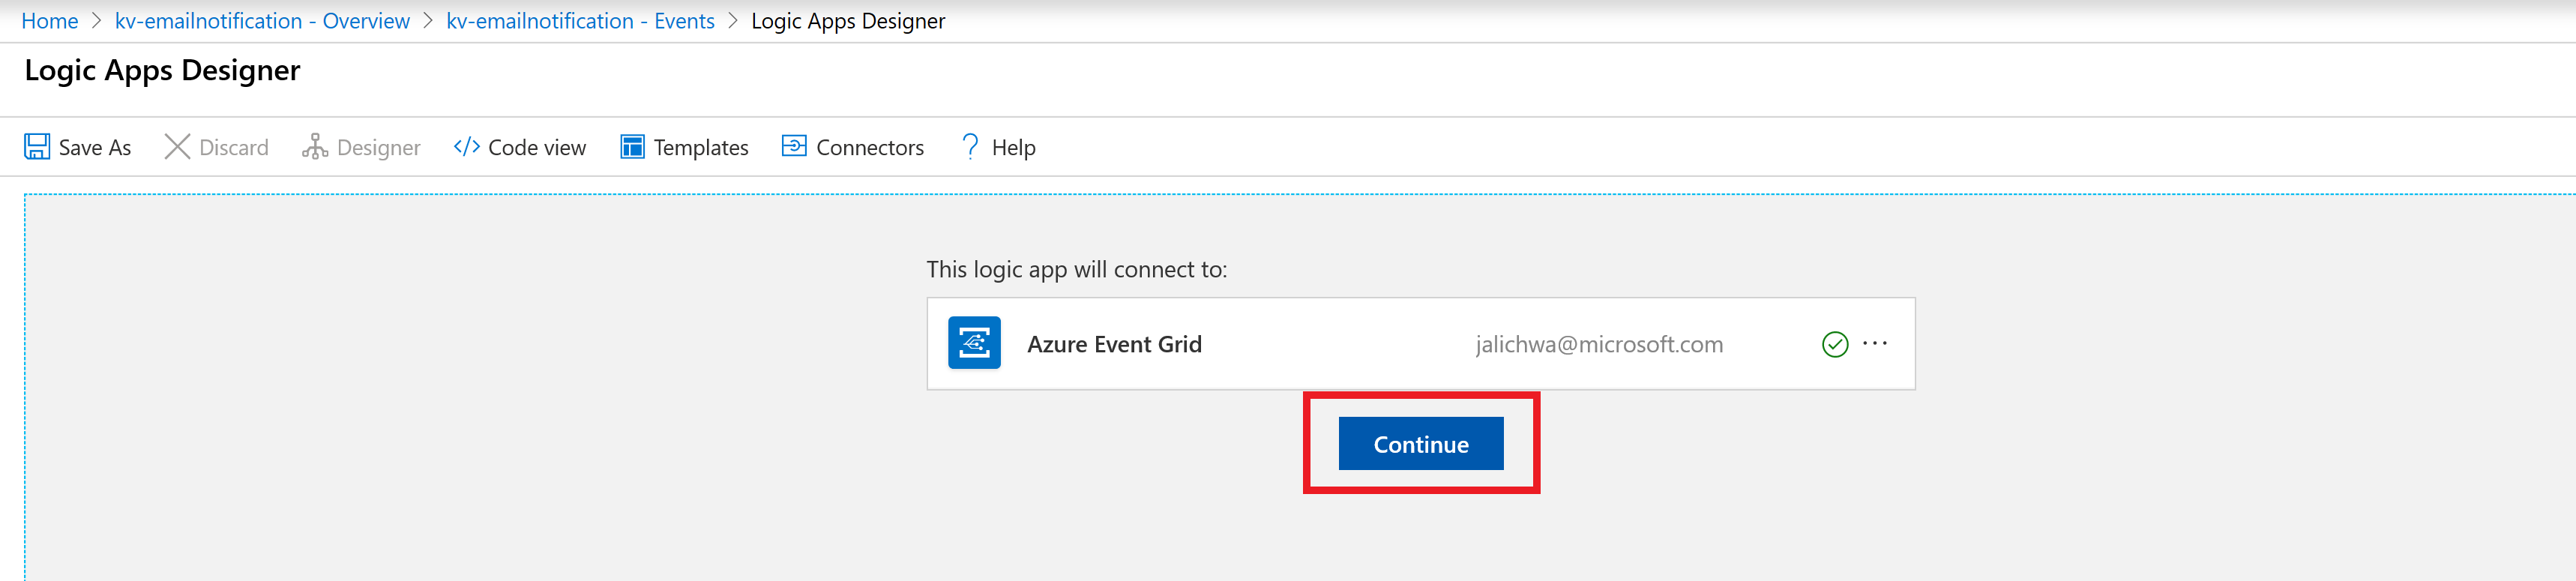 Home > kv-emailnotification - Overview > kv-emailnotification - Events > Logic Apps Designer
Logic Apps Designer
Save As Discard Designer </> Code view Templates Connectors ? Help
This logic app will connect to:
Azure Event Grid jalichwa@microsoft.com ...
Continue